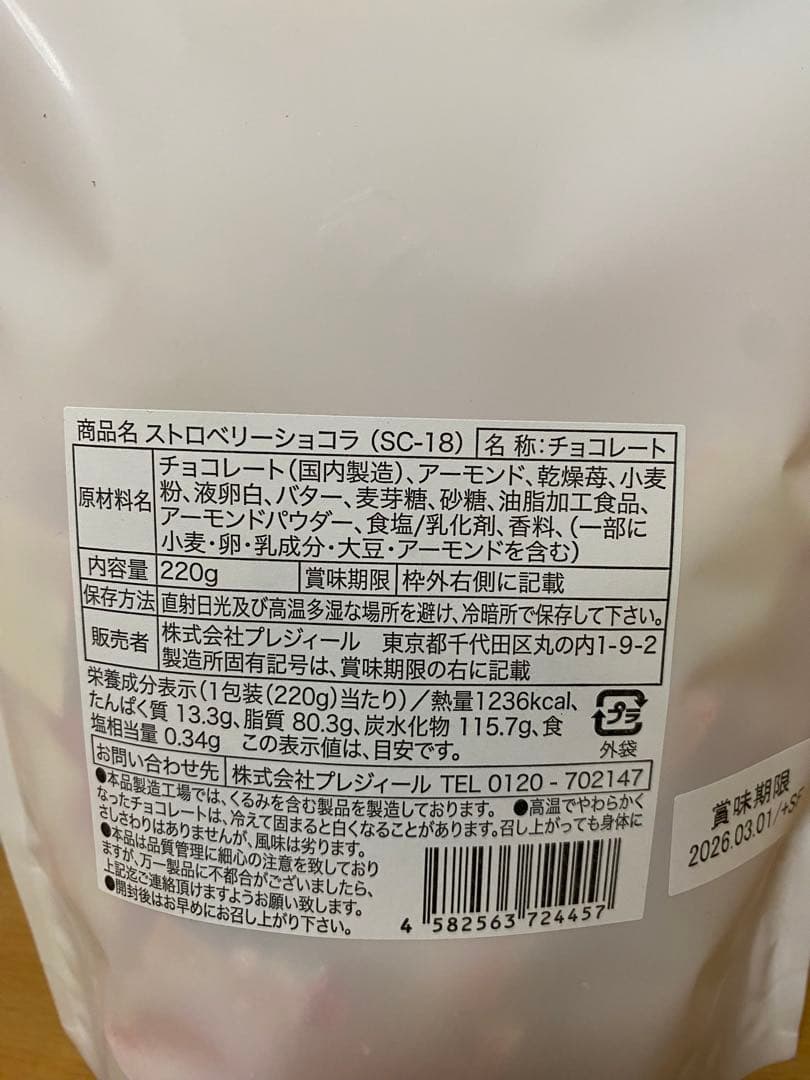 商品名 ストロベリーショコラ（SC-18） 名 称：チョコレート
原材料名 チョコレート（国内製造）、アーモンド、乾燥苺、小麦
粉、液卵白、バター、麦芽糖、砂糖、油脂加工食品、
アーモンドパウダー、食塩/乳化剤、香料、（一部に
小麦・卵・乳成分・大豆・アーモンドを含む）
内容量 220g 賞味期限 枠外右側に記載
保存方法 直射日光及び高温多湿な場所を避け、冷暗所で保存して下さい。
販売者 株式会社プレジィール 東京都千代田区丸の内1-9-2
製造所固有記号は、賞味期限の右に記載
栄養成分表示（1包装（220g）当たり）／熱量1236kcal、
たんぱく質 13.3g、脂質 80.3g、炭水化物 115.7g、食
塩相当量 0.34g この表示値は、目安です。
プラ
外袋
お問い合わせ先 株式会社プレジィール TEL 0120-702147
●本品製造工場では、くるみを含む製品を製造しております。 ●高温でやわらかく
なったチョコレートは、冷えて固まると白くなることがあります。召し上がっても身体に
さしさわりはありませんが、風味は劣ります。
●本品は品質管理に細心の注意を致しており
ますが、万一製品に不都合がございましたら、
上記迄ご連絡頂けますようお願い致します。
●開封後はお早めにお召し上がり下さい。
4 582563 724457
賞味期限
2026.03.01/+SF